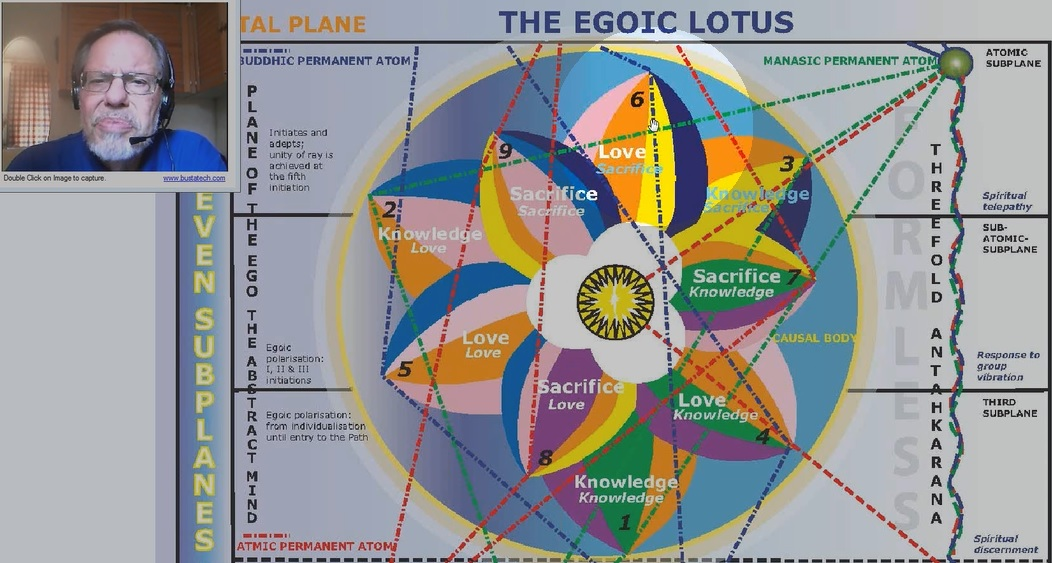 TAL PLANE
THE EGOIC LOTUS
BUDDHIC PERMANENT ATOM
MANASIC PERMANENT ATOM
ATOMIC
SUBPLANE
Double Click on Image to capture.
www.bustatech.com
EVEN SUBPLANES
PLANE OF THE EGO THE ABSTRACT MIND
Initiates and
adepts;
unity of ray is
achieved at
the fifth
initiation
6
Love
Sacrifice
9
Sacrifice
Sacrifice
3
Knowledge
Sacrifice
2
Knowledge
Love
Sacrifice
Knowledge
7
Love
Love
5
CAUSAL BODY
Sacrifice
Love
8
Love
Knowledge
4
Knowledge
Knowledge
1
Egoic
polarisation:
I, II & III
initiations
Egoic polarisation:
from individualisation
until entry to the Path
ATMIC PERMANENT ATOM
FORMLESS
THREEFOLD ANTAHKARANA
Spiritual
telepathy
SUB-
ATOMIC-
SUBPLANE
Response to
group
vibration
THIRD
SUBPLANE
Spiritual
discernment